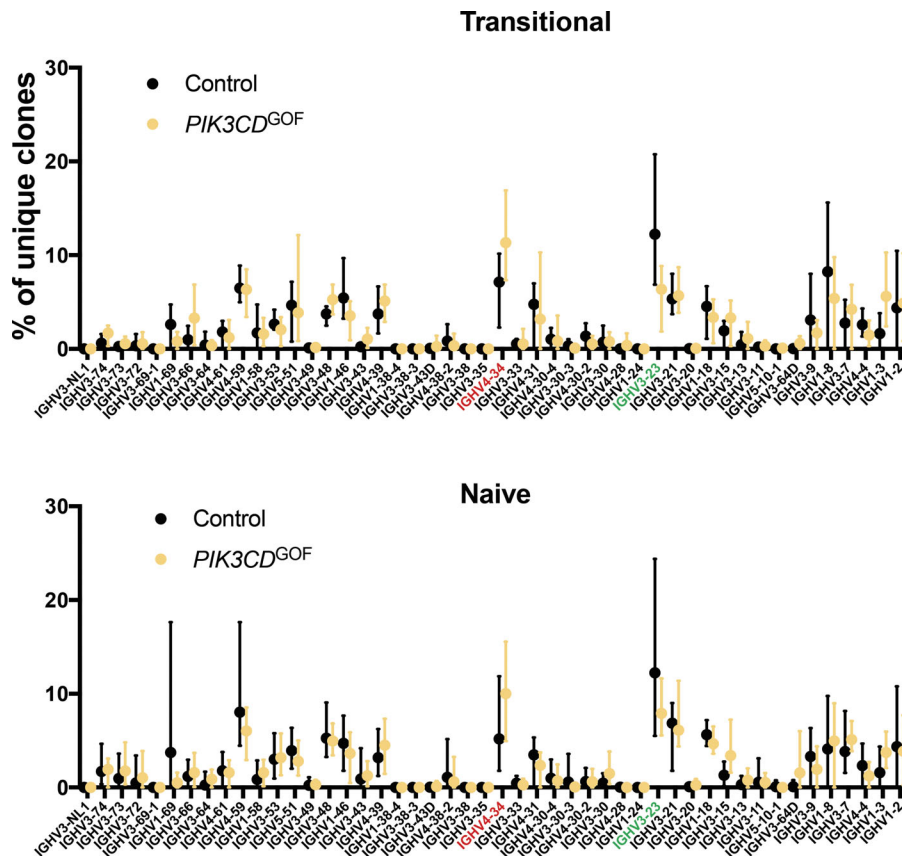 Transitional
Control
PIK3CD^GOF
% of unique clones
30
20
10
0
IGHV3-NL1
IGHV3-74
IGHV3-73
IGHV3-72
IGHV3-69-1
IGHV1-69
IGHV3-66
IGHV3-64
IGHV4-61
IGHV4-59
IGHV1-58
IGHV3-53
IGHV5-51
IGHV3-49
IGHV3-48
IGHV1-46
IGHV3-43
IGHV4-39
IGHV1-38-4
IGHV3-38-3
IGHV3-43D
IGHV4-38-2
IGHV3-38
IGHV3-35
IGHV4-34
IGHV3-33
IGHV4-31
IGHV4-30-4
IGHV3-30-3
IGHV4-30-2
IGHV3-30
IGHV4-28
IGHV1-24
IGHV3-23
IGHV3-21
IGHV3-20
IGHV1-18
IGHV3-15
IGHV3-13
IGHV3-11
IGHV5-10-1
IGHV3-64D
IGHV3-9
IGHV1-8
IGHV3-7
IGHV4-4
IGHV1-3
IGHV1-2
Naive
Control
PIK3CD^GOF
30
20
10
0
IGHV3-NL1
IGHV3-74
IGHV3-73
IGHV3-72
IGHV3-69-1
IGHV1-69
IGHV3-66
IGHV3-64
IGHV4-61
IGHV4-59
IGHV1-58
IGHV3-53
IGHV5-51
IGHV3-49
IGHV3-48
IGHV1-46
IGHV3-43
IGHV4-39
IGHV1-38-4
IGHV3-38-3
IGHV3-43D
IGHV4-38-2
IGHV3-38
IGHV3-35
IGHV4-34
IGHV3-33
IGHV4-31
IGHV4-30-4
IGHV3-30-3
IGHV4-30-2
IGHV3-30
IGHV4-28
IGHV1-24
IGHV3-23
IGHV3-21
IGHV3-20
IGHV1-18
IGHV3-15
IGHV3-13
IGHV3-11
IGHV5-10-1
IGHV3-64D
IGHV3-9
IGHV1-8
IGHV3-7
IGHV4-4
IGHV1-3
IGHV1-2